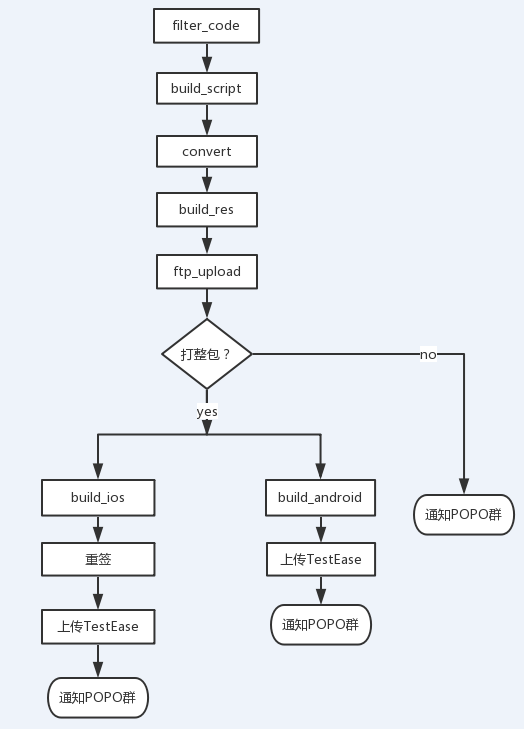 filter_code
build_script
convert
build_res
ftp_upload
打整包？
no
yes
build_ios
build_android
通知POPO群
重签
上传TestEase
上传TestEase
通知POPO群
通知POPO群